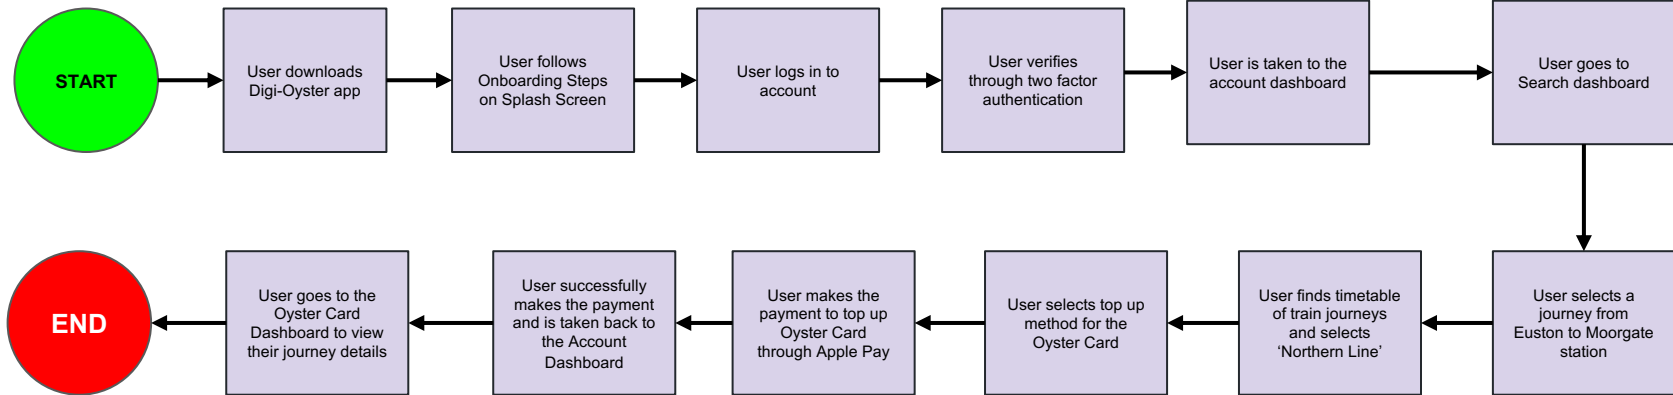 START
User downloads
Digi-Oyster app
User follows
Onboarding Steps
on Splash Screen
User logs in to
account
User verifies
through two factor
authentication
User is taken to the
account dashboard
User goes to
Search dashboard
User selects a
journey from
Euston to Moorgate
station
User finds timetable
of train journeys
and selects
‘Northern Line’
User selects top up
method for the
Oyster Card
User makes the
payment to top up
Oyster Card
through Apple Pay
User successfully
makes the payment
and is taken back to
the Account
Dashboard
User goes to the
Oyster Card
Dashboard to view
their journey details
END